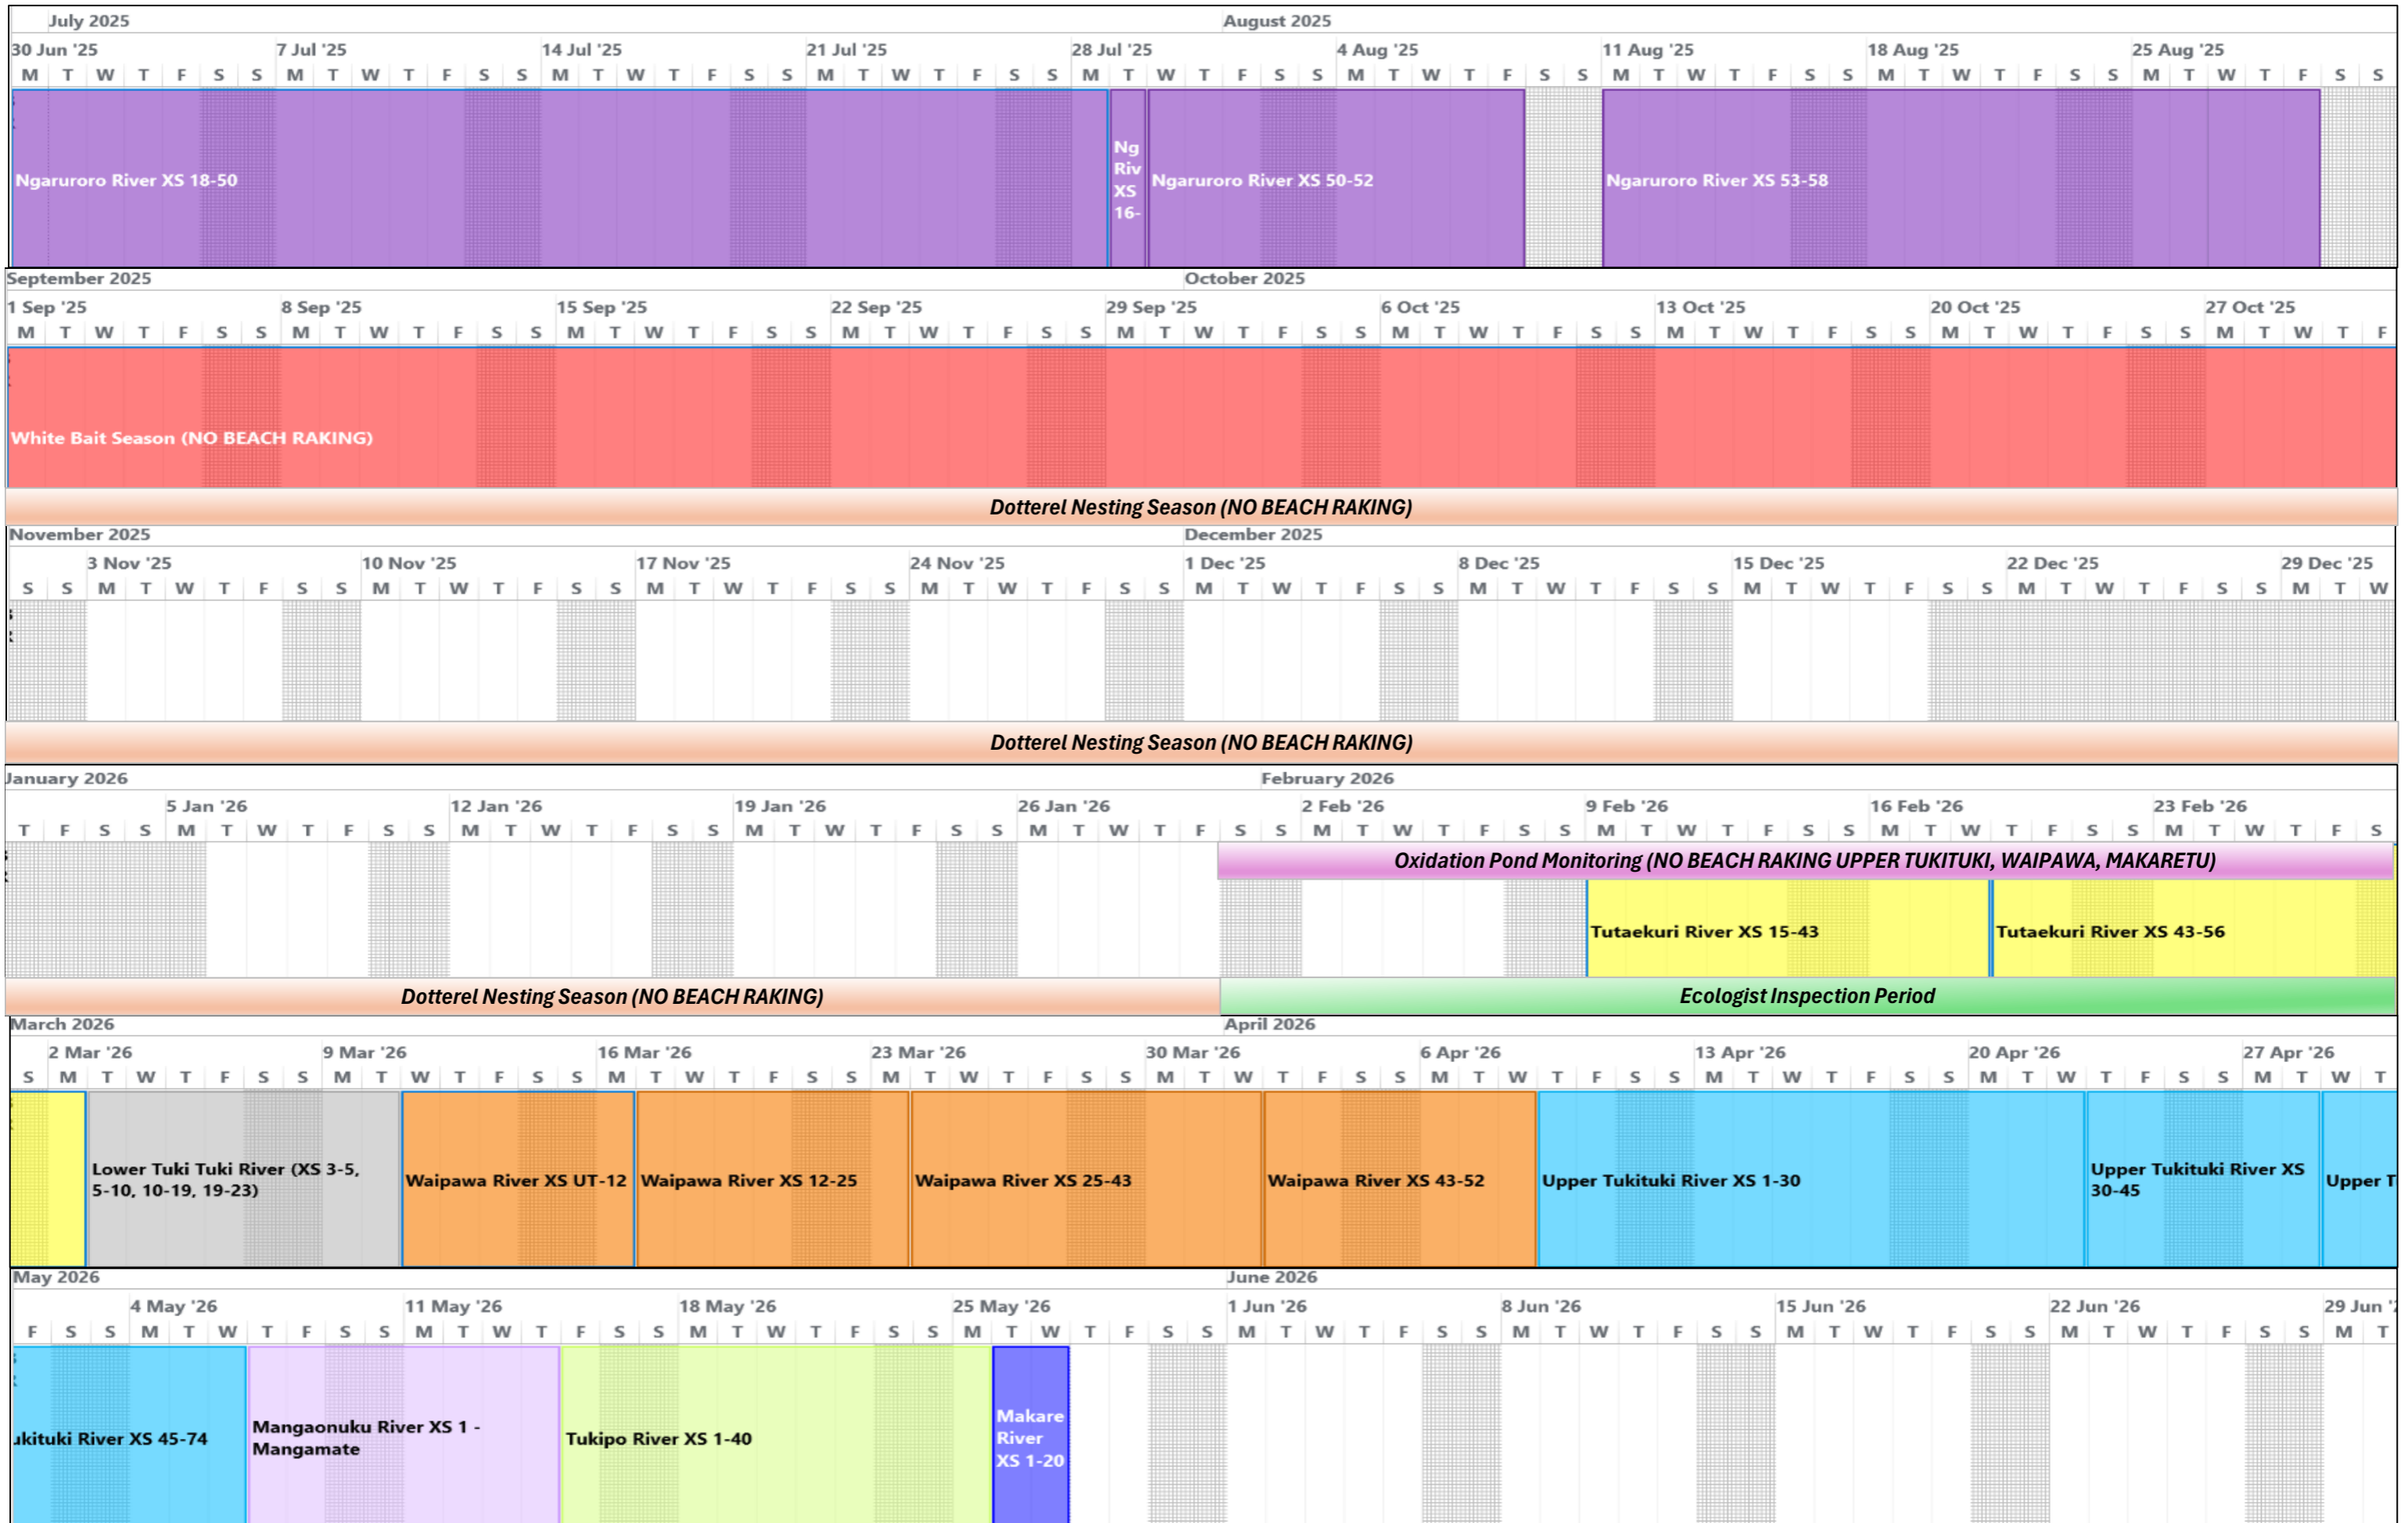 July 2025 August 2025
30 Jun '25 7 Jul '25 14 Jul '25 21 Jul '25 28 Jul '25 4 Aug '25 11 Aug '25 18 Aug '25 25 Aug '25
M T W T F S S M T W T F S S M T W T F S S M T W T F S S M T W T F S S M T W T F S S M T W T F S S M T W T F S S M T W T F S S
Ngaruroro River XS 18-50
Ng
Riv
XS
16-
Ngaruroro River XS 50-52
Ngaruroro River XS 53-58
September 2025 October 2025
1 Sep '25 8 Sep '25 15 Sep '25 22 Sep '25 29 Sep '25 6 Oct '25 13 Oct '25 20 Oct '25 27 Oct '25
M T W T F S S M T W T F S S M T W T F S S M T W T F S S M T W T F S S M T W T F S S M T W T F S S M T W T F S S M T W T F
White Bait Season (NO BEACH RAKING)
Dotterel Nesting Season (NO BEACH RAKING)
November 2025 December 2025
3 Nov '25 10 Nov '25 17 Nov '25 24 Nov '25 1 Dec '25 8 Dec '25 15 Dec '25 22 Dec '25 29 Dec '25
S S M T W T F S S M T W T F S S M T W T F S S M T W T F S S M T W T F S S M T W T F S S M T W T F S S M T W T F S S M T W
Dotterel Nesting Season (NO BEACH RAKING)
January 2026 February 2026
5 Jan '26 12 Jan '26 19 Jan '26 26 Jan '26 2 Feb '26 9 Feb '26 16 Feb '26 23 Feb '26
T F S S M T W T F S S M T W T F S S M T W T F S S M T W T F S S M T W T F S S M T W T F S S M T W T F S S M T W T F S
Oxidation Pond Monitoring (NO BEACH RAKING UPPER TUKITUKI, WAIPAWA, MAKARETU)
Tutaekuri River XS 15-43
Tutaekuri River XS 43-56
Dotterel Nesting Season (NO BEACH RAKING)
Ecologist Inspection Period
March 2026 April 2026
2 Mar '26 9 Mar '26 16 Mar '26 23 Mar '26 30 Mar '26 6 Apr '26 13 Apr '26 20 Apr '26 27 Apr '26
S M T W T F S S M T W T F S S M T W T F S S M T W T F S S M T W T F S S M T W T F S S M T W T F S S M T W T F S S M T W T
Lower Tuki Tuki River (XS 3-5,
5-10, 10-19, 19-23)
Waipawa River XS UT-12
Waipawa River XS 12-25
Waipawa River XS 25-43
Waipawa River XS 43-52
Upper Tukituki River XS 1-30
Upper Tukituki River XS
30-45
Upper T
May 2026 June 2026
4 May '26 11 May '26 18 May '26 25 May '26 1 Jun '26 8 Jun '26 15 Jun '26 22 Jun '26 29 Jun '
F S S M T W T F S S M T W T F S S M T W T F S S M T W T F S S M T W T F S S M T W T F S S M T W T F S S M T W T F S S M T
ukituki River XS 45-74
Mangaonuku River XS 1 -
Mangamate
Tukipo River XS 1-40
Makare
River
XS 1-20